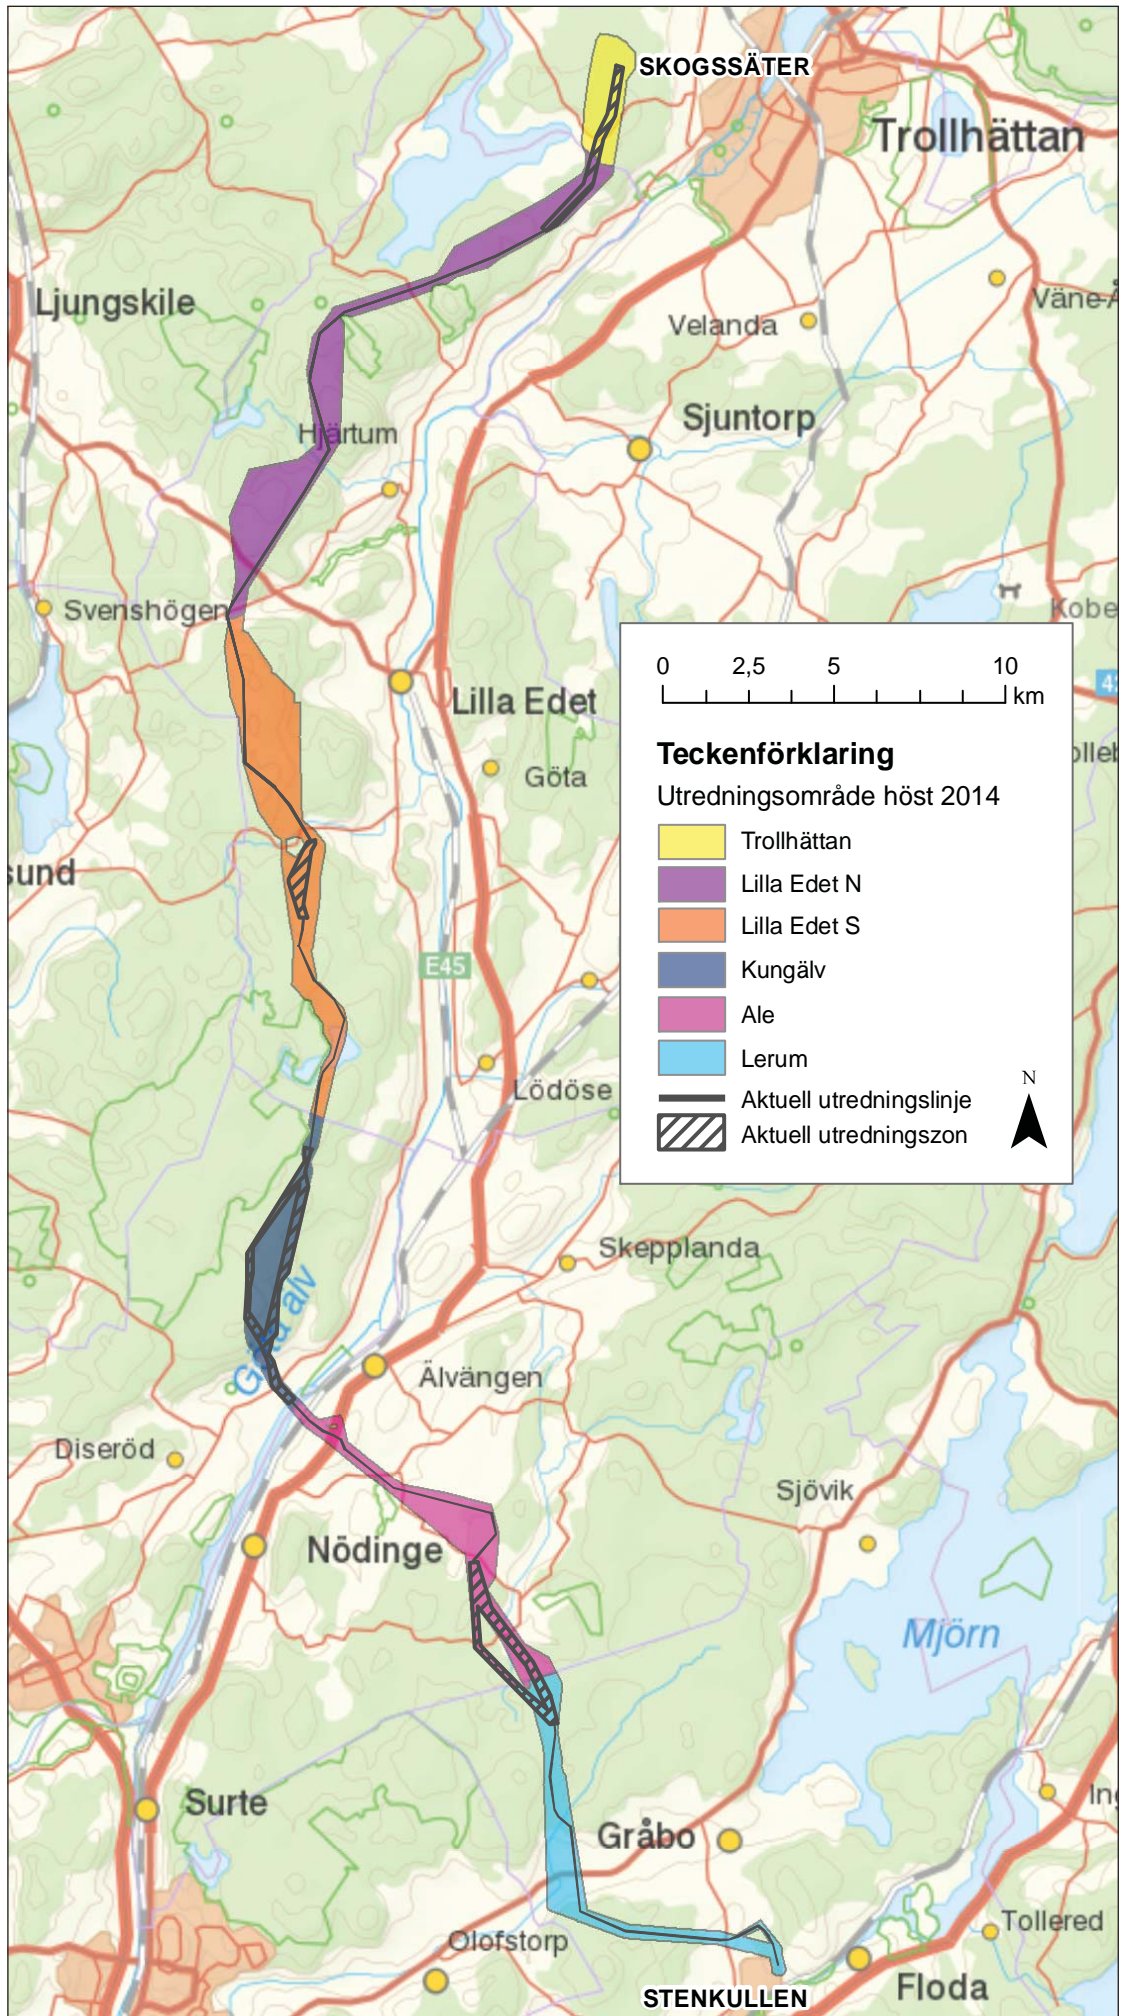 SKOGSSÄTER
Trollhättan
Ljungskile
Väne-Å
Velanda
Sjuntorp
Hjärtum
Svenshögen
Kobe
Lilla Edet
Göta
sund
E45
Lödöse
0 2,5 5 10
km
Teckenförklaring
Utredningsområde höst 2014
Trollhättan
Lilla Edet N
Lilla Edet S
Kungälv
Ale
Lerum
Aktuell utredningslinje
Aktuell utredningszon
N
Skepplanda
Göta älv
Älvängen
Diseröd
Sjövik
Nödinge
Mjörn
Surte
Gråbo
Tollered
Olofstorp
Floda
STENKULLEN